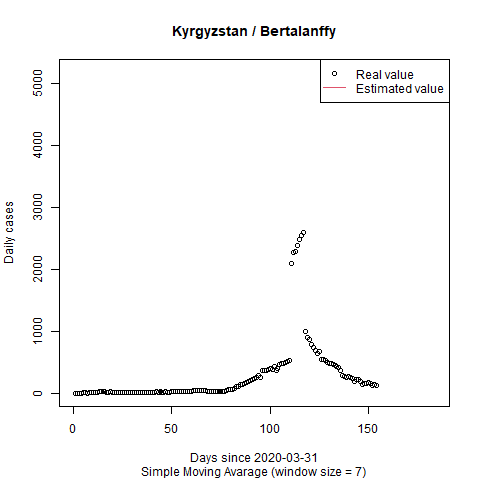 Kyrgyzstan / Bertalanffy
Real value
Estimated value
Daily cases
5000
4000
3000
2000
1000
0
0 50 100 150
Days since 2020-03-31
Simple Moving Avarage (window size = 7)